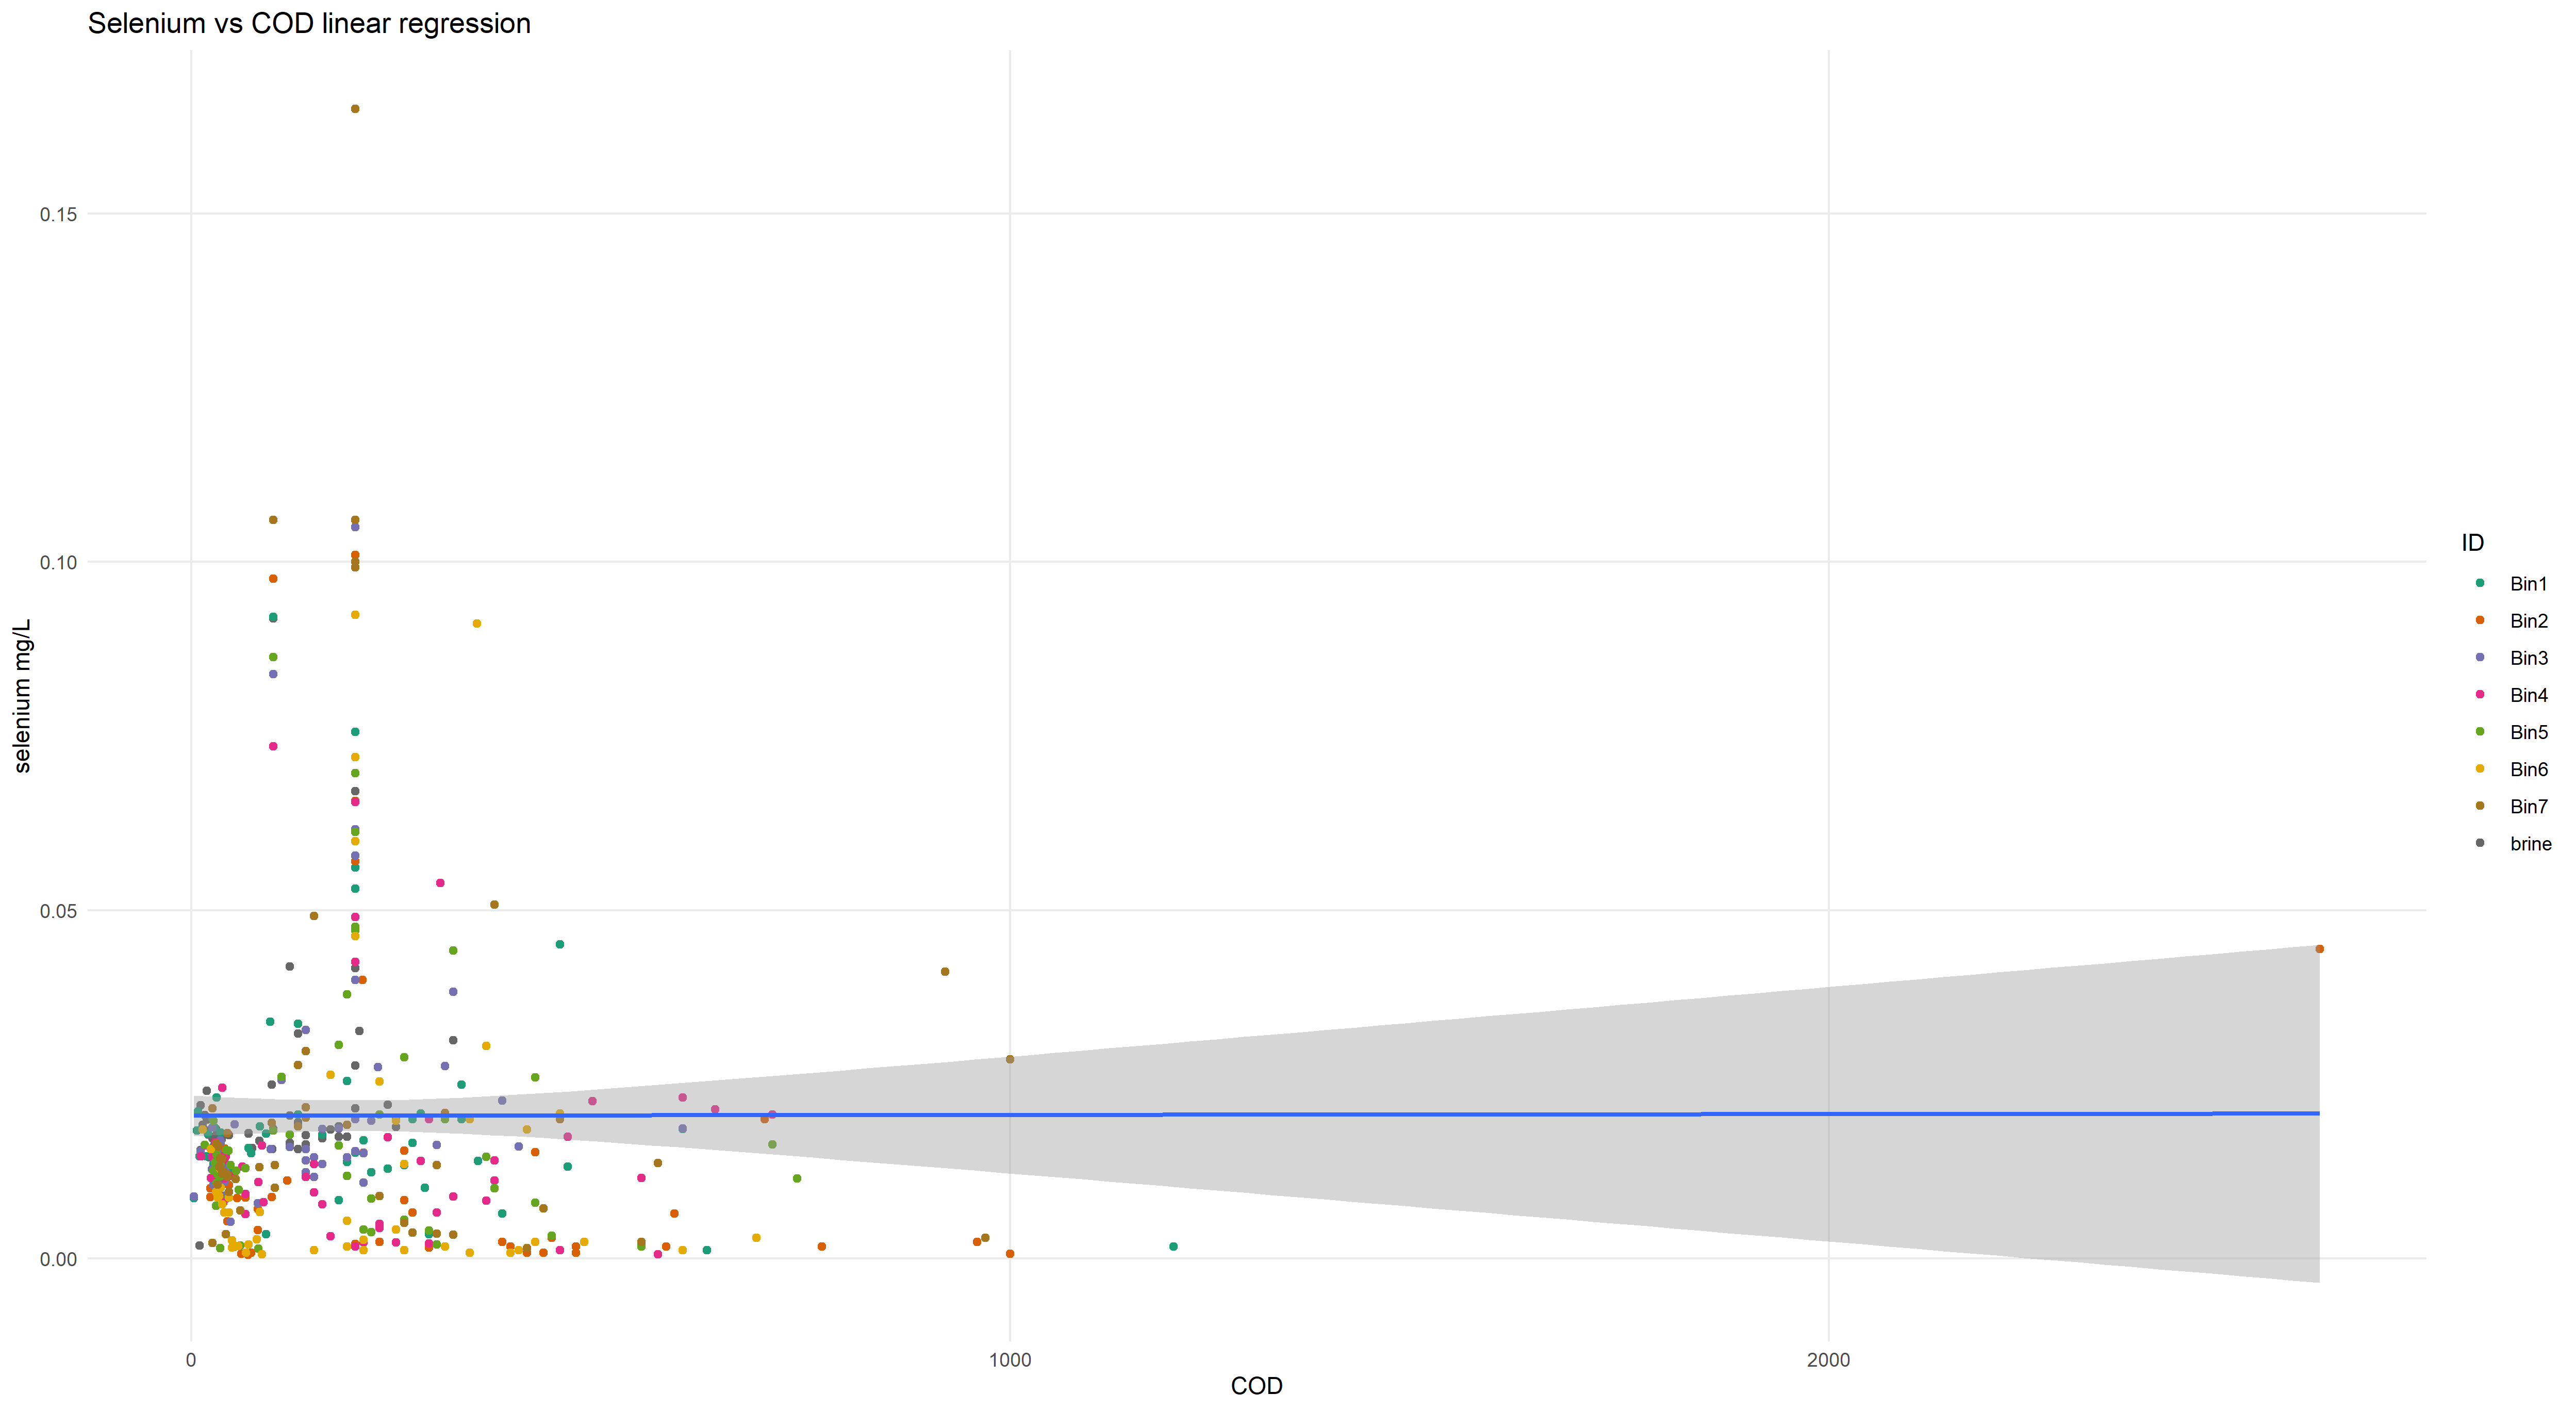 Selenium vs COD linear regression
selenium mg/L
0.15
0.10
0.05
0.00
0
1000
2000
COD
ID
Bin1
Bin2
Bin3
Bin4
Bin5
Bin6
Bin7
brine